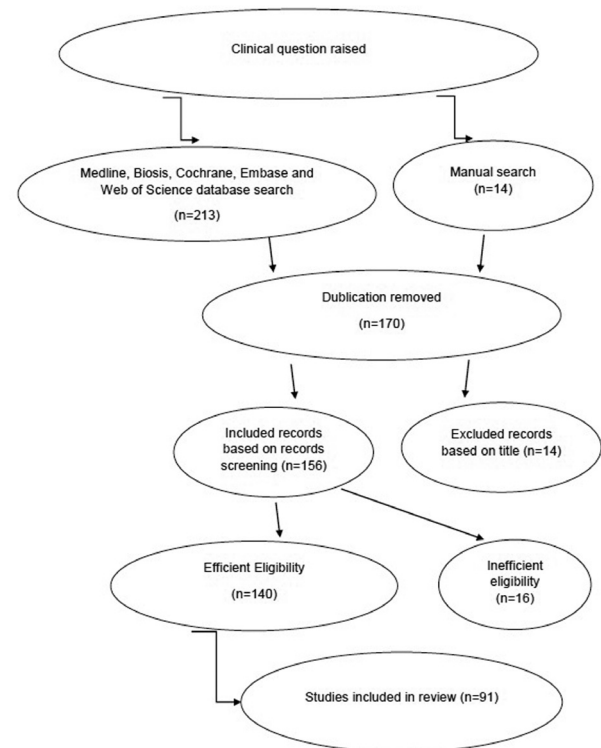 Clinical question raised
Medline, Biosis, Cochrane, Embase and
Web of Science database search
(n=213)
Manual search
(n=14)
Dublication removed
(n=170)
Included records
based on records
screening (n=156)
Excluded records
based on title (n=14)
Efficient Eligibility
(n=140)
Inefficient
eligibility
(n=16)
Studies included in review (n=91)